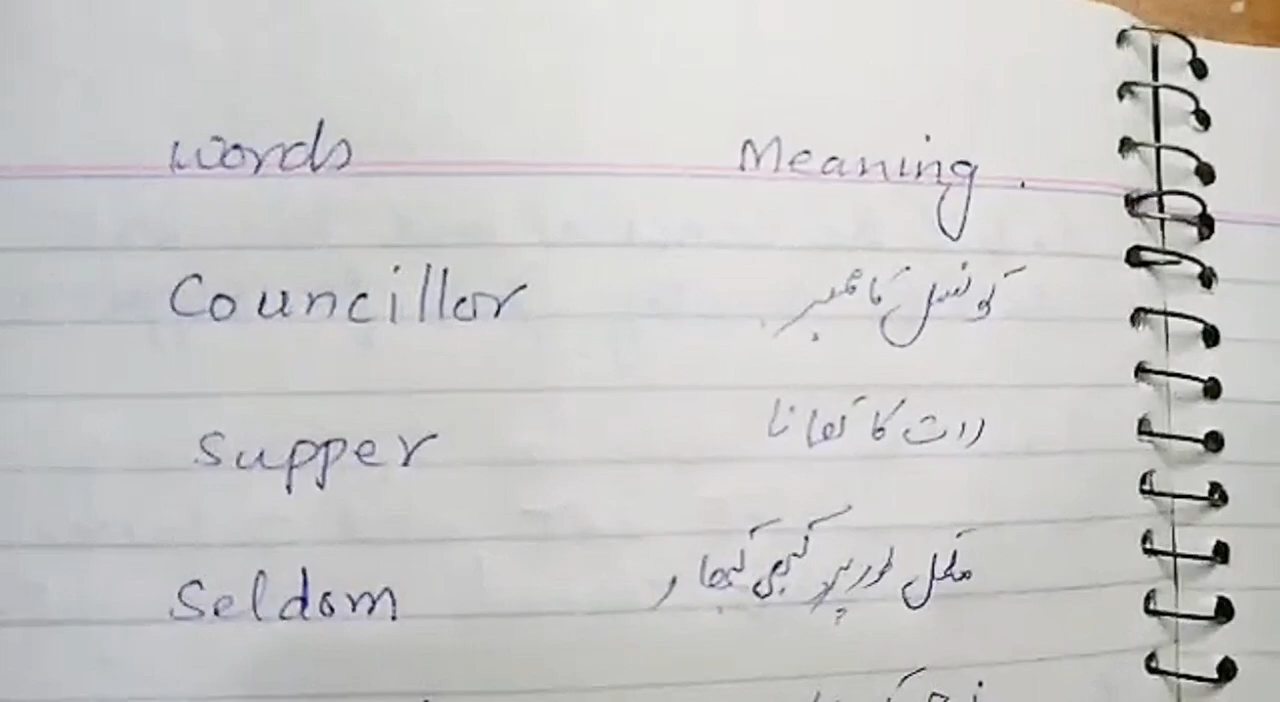 Words Meaning.
Councillor کونسل کا ممبر
Supper رات کا کھانا
Seldom مکمل طور پر کبھی کبھار